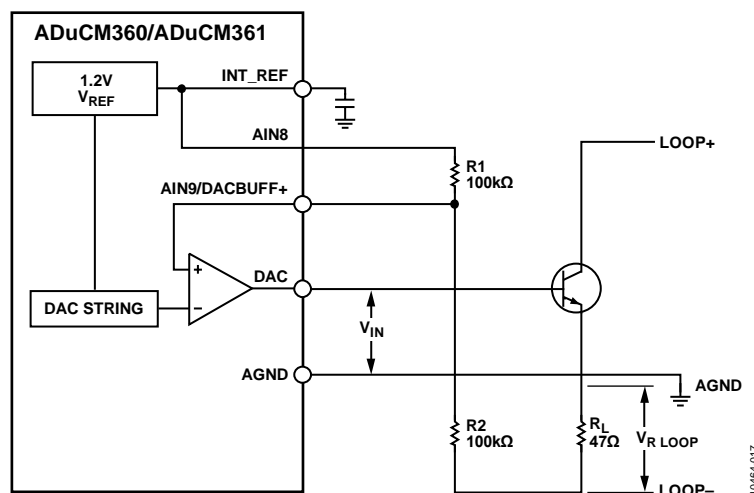 ADuCM360/ADuCM361
1.2V
VREF
INT_REF
AIN8
AIN9/DACBUFF+
R1
100kΩ
LOOP+
+
−
DAC
DAC STRING
VIN
AGND
AGND
R2
100kΩ
RL
47Ω
VR LOOP
LOOP–